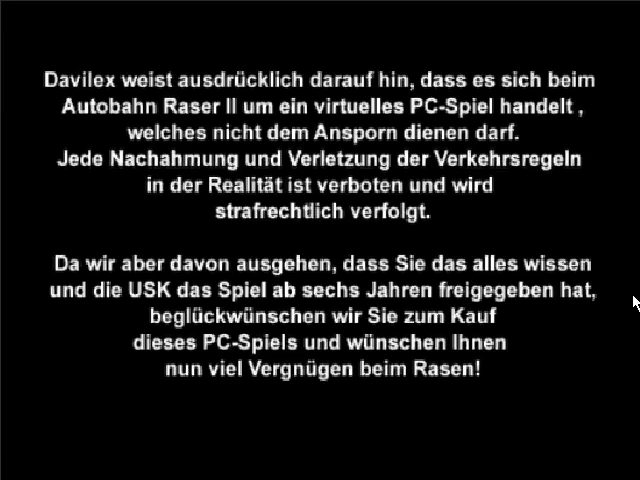 Davilex weist ausdrücklich darauf hin, dass es sich beim
Autobahn Raser II um ein virtuelles PC-Spiel handelt ,
welches nicht dem Ansporn dienen darf.
Jede Nachahmung und Verletzung der Verkehrsregeln
in der Realität ist verboten und wird
strafrechtlich verfolgt.
Da wir aber davon ausgehen, dass Sie das alles wissen
und die USK das Spiel ab sechs Jahren freigegeben hat,
beglückwünschen wir Sie zum Kauf
dieses PC-Spiels und wünschen Ihnen
nun viel Vergnügen beim Rasen!